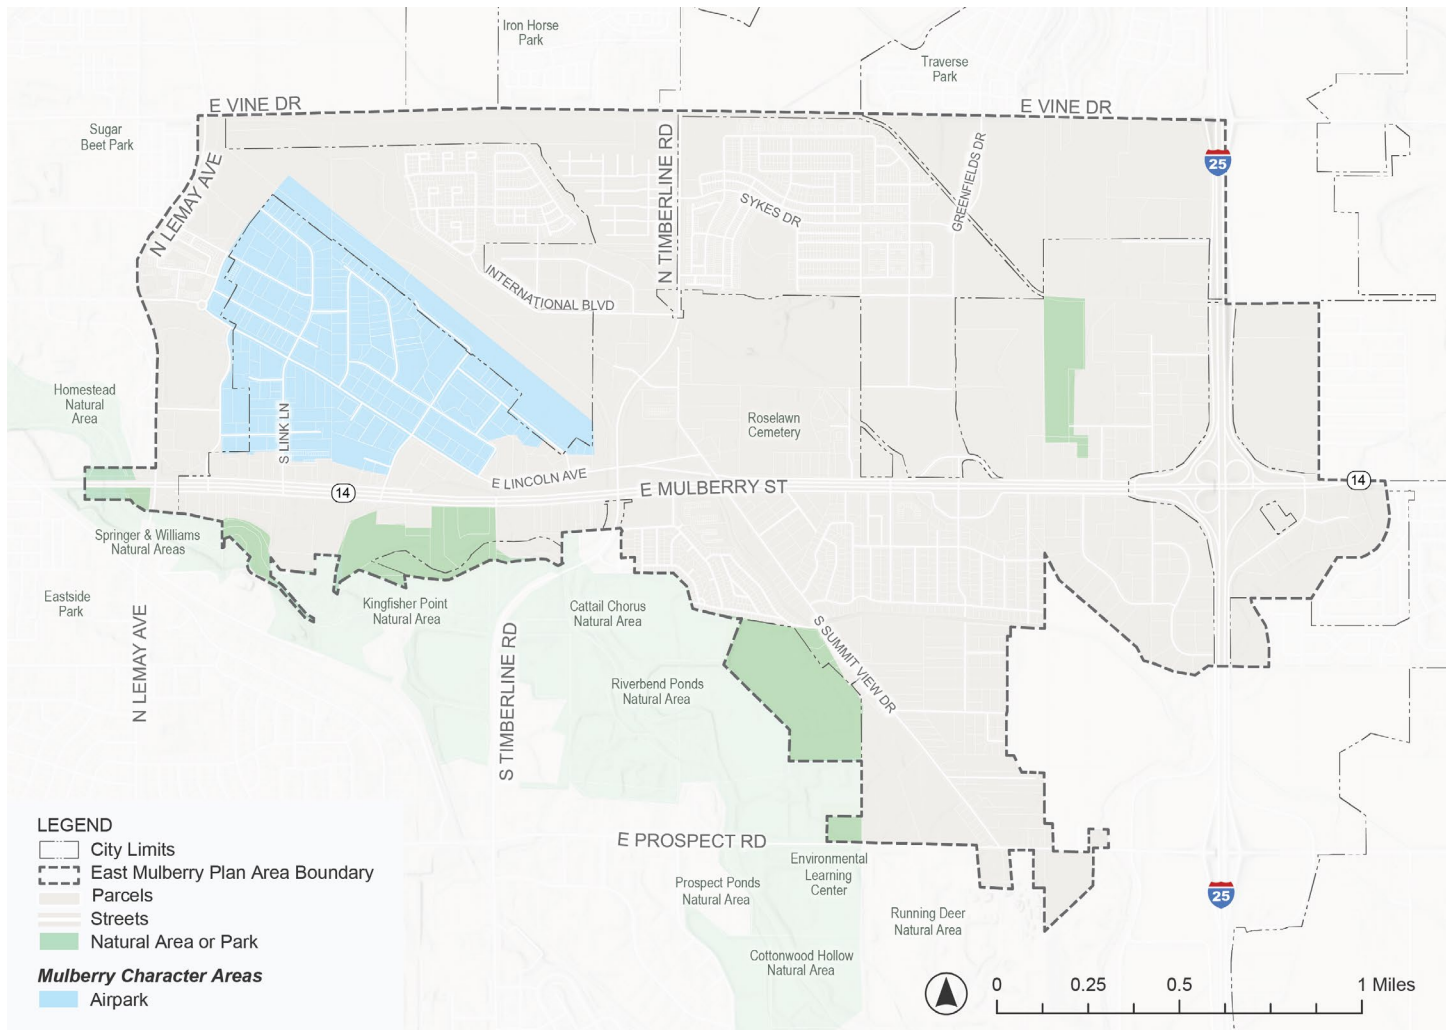 Iron Horse
Park
Traverse
Park
E VINE DR
E VINE DR
Sugar
Beet Park
N LEMAY AVE
N TIMBERLINE RD
SYKES DR
GREENFIELDS DR
25
INTERNATIONAL BLVD
Homestead
Natural
Area
S LINK LN
Roselawn
Cemetery
E LINCOLN AVE
14
E MULBERRY ST
14
Springer & Williams
Natural Areas
Eastside
Park
N LEMAY AVE
Kingfisher Point
Natural Area
Cattail Chorus
Natural Area
S TIMBERLINE RD
S SUMMIT VIEW DR
Riverbend Ponds
Natural Area
E PROSPECT RD
Environmental
Learning
Center
Prospect Ponds
Natural Area
Running Deer
Natural Area
25
Cottonwood Hollow
Natural Area
LEGEND
City Limits
East Mulberry Plan Area Boundary
Parcels
Streets
Natural Area or Park
Mulberry Character Areas
Airpark
0 0.25 0.5 1 Miles